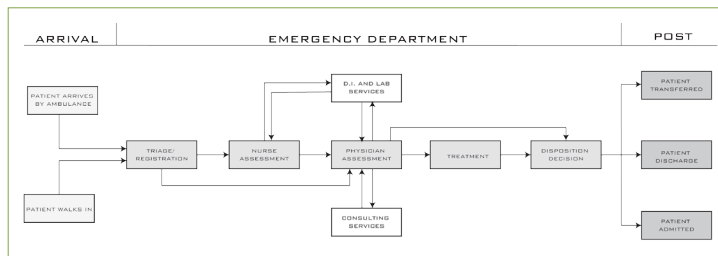 ARRIVAL
EMERGENCY DEPARTMENT
POST
PATIENT ARRIVES
BY AMBULANCE
PATIENT WALKS IN
TRIAGE/
REGISTRATION
NURSE
ASSESSMENT
D.I. AND LAB
SERVICES
PHYSICIAN
ASSESSMENT
CONSULTING
SERVICES
TREATMENT
DISPOSITION
DECISION
PATIENT
TRANSFERRED
PATIENT
DISCHARGE
PATIENT
ADMITTED